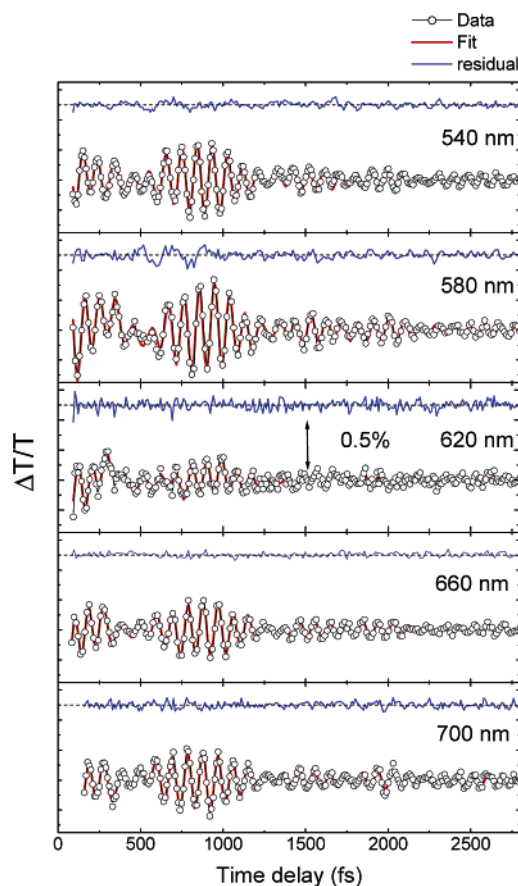 Data
Fit
residual
540 nm
580 nm
620 nm
0.5%
660 nm
700 nm
ΔT/T
0 500 1000 1500 2000 2500
Time delay (fs)